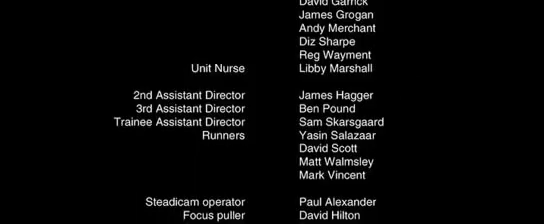 David Garrick
James Grogan
Andy Merchant
Diz Sharpe
Reg Wayment
Unit Nurse Libby Marshall
2nd Assistant Director James Hagger
3rd Assistant Director Ben Pound
Trainee Assistant Director Sam Skarsgaard
Runners Yasin Salazaar
David Scott
Matt Walmsley
Mark Vincent
Steadicam operator Paul Alexander
Focus puller David Hilton